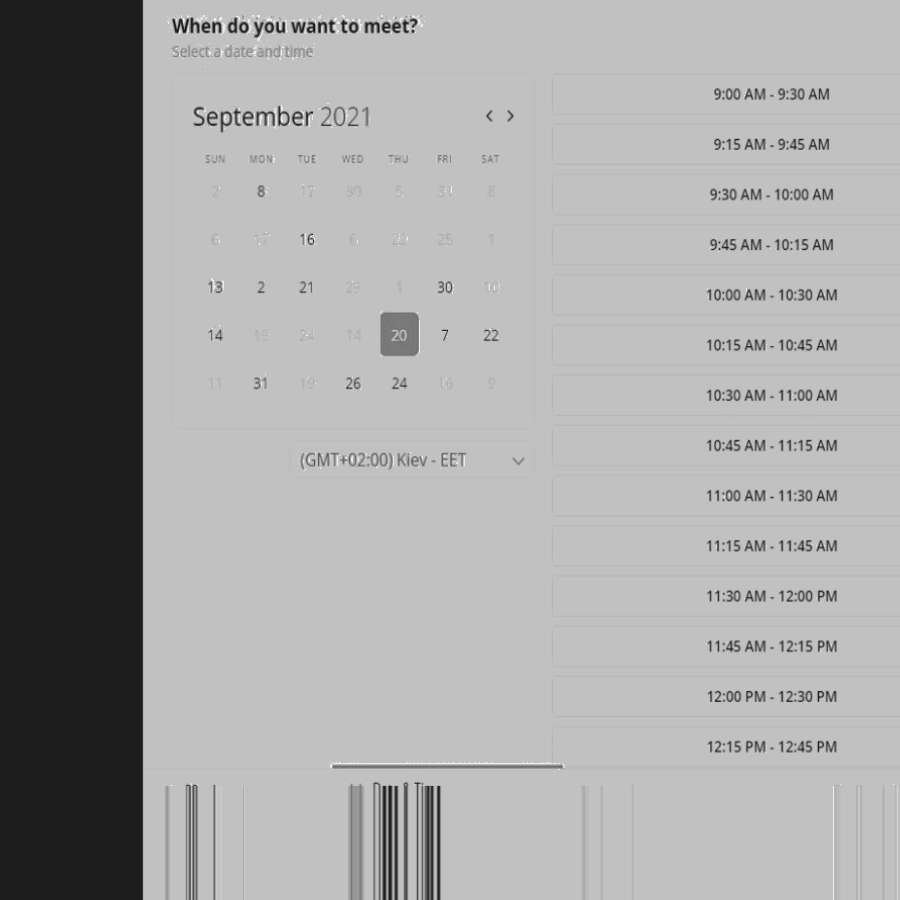 When do you want to meet?
Select a date and time
September 2021
SUN MON TUE WED THU FRI SAT
2 8 30 5 31 8
6 17 16 6 22 25 1
13 2 21 29 1 30 10
14 19 24 14 20 7 22
11 31 19 26 24 16 9
(GMT+02:00) Kiev - EET
9:00 AM - 9:30 AM
9:15 AM - 9:45 AM
9:30 AM - 10:00 AM
9:45 AM - 10:15 AM
10:00 AM - 10:30 AM
10:15 AM - 10:45 AM
10:30 AM - 11:00 AM
10:45 AM - 11:15 AM
11:00 AM - 11:30 AM
11:15 AM - 11:45 AM
11:30 AM - 12:00 PM
11:45 AM - 12:15 PM
12:00 PM - 12:30 PM
12:15 PM - 12:45 PM